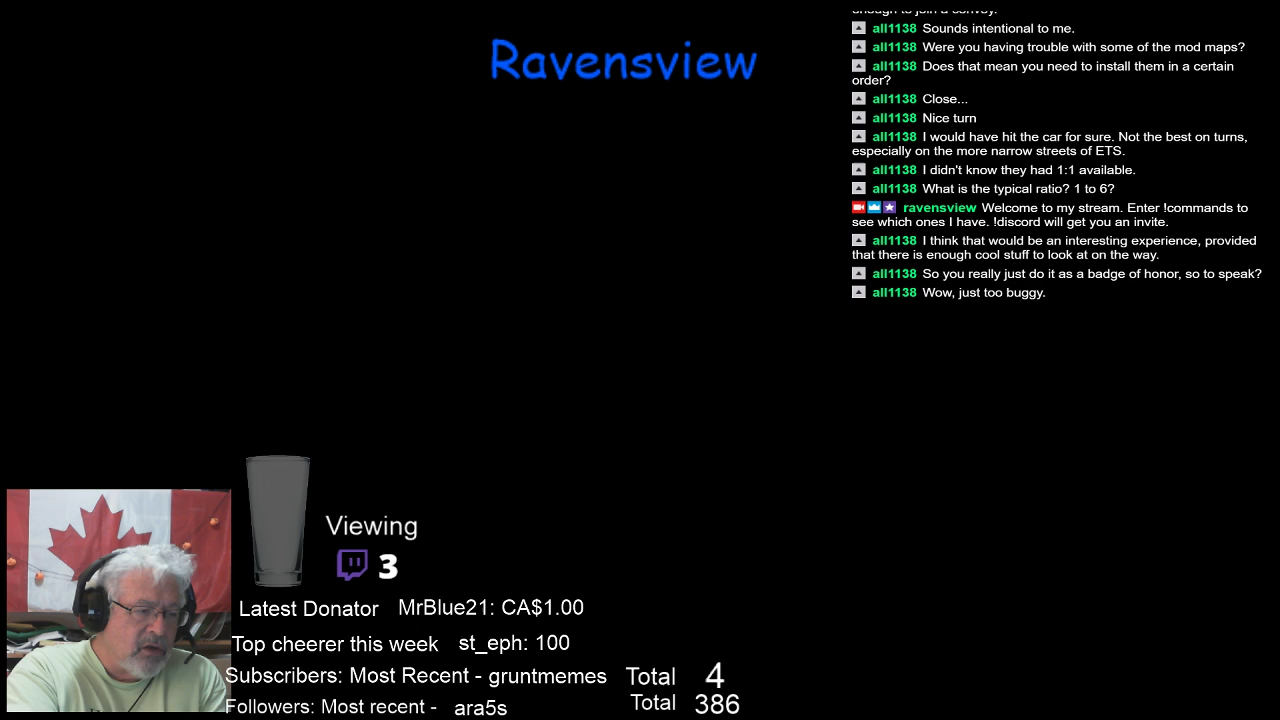 Ravensview
all1138 Sounds intentional to me.
all1138 Were you having trouble with some of the mod maps?
all1138 Does that mean you need to install them in a certain
order?
all1138 Close...
all1138 Nice turn
all1138 I would have hit the car for sure. Not the best on turns,
especially on the more narrow streets of ETS.
all1138 I didn't know they had 1:1 available.
all1138 What is the typical ratio? 1 to 6?
ravensview Welcome to my stream. Enter !commands to
see which ones I have. !discord will get you an invite.
all1138 I think that would be an interesting experience, provided
that there is enough cool stuff to look at on the way.
all1138 So you really just do it as a badge of honor, so to speak?
all1138 Wow, just too buggy.
Viewing
3
Latest Donator MrBlue21: CA$1.00
Top cheerer this week st_eph: 100
Subscribers: Most Recent - gruntmemes Total 4
Followers: Most recent - ara5s Total 386